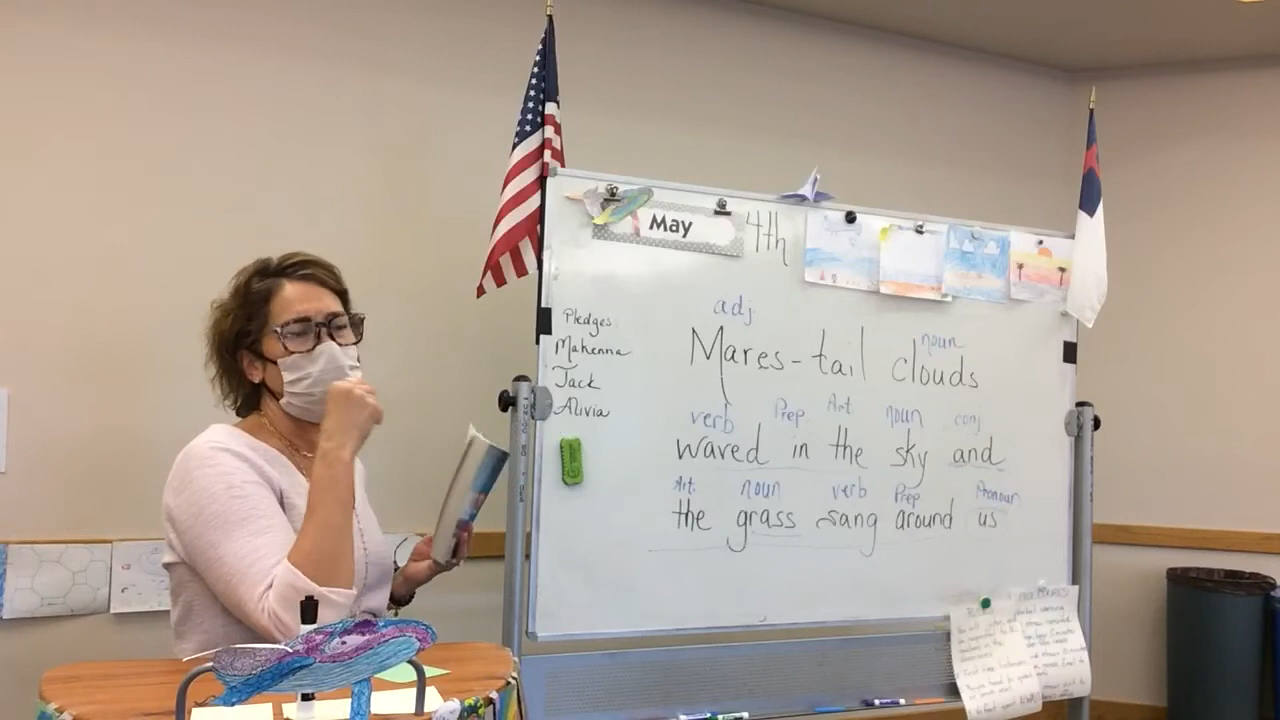 May 4th
Pledges
Makenna
Jack
Alivia
adj.
noun
Mares-tail clouds
verb Prep Art. noun conj
waved in the sky and
Art. noun verb Prep Pronoun
the grass sang around us